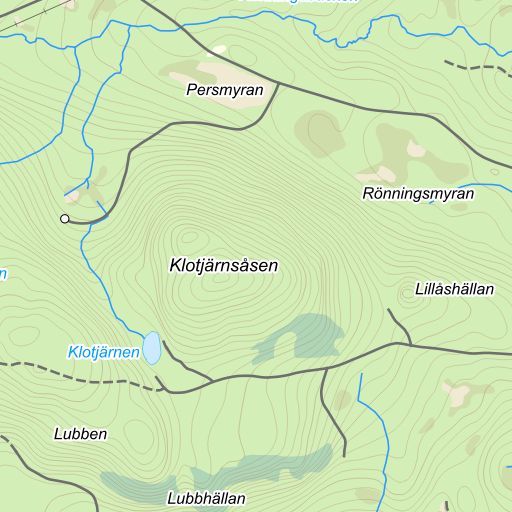 Persmyran
Rönningsmyran
Klotjärnsåsen
Lillåshällan
Klotjärnen
Lubben
Lubbhällan